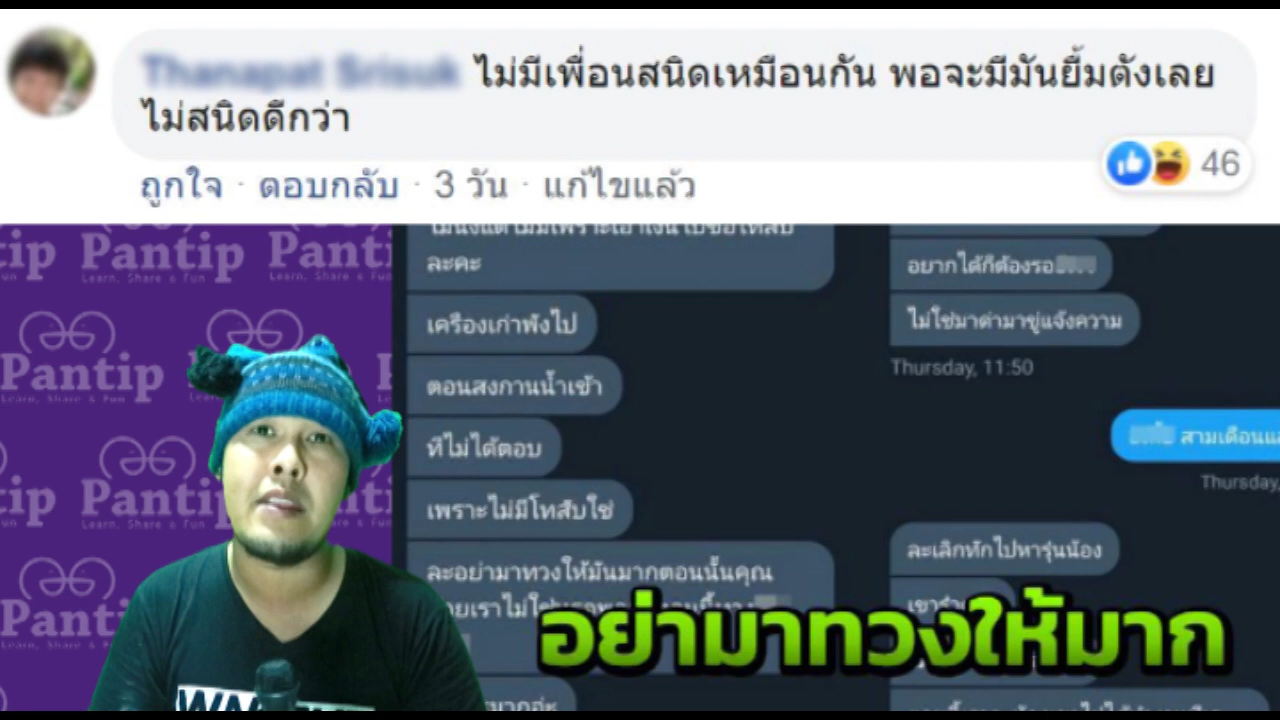 ไม่มีเพื่อนสนิดเหมือนกัน พอจะมีมันยื้มดังเลย
ไม่สนิดดีกว่า
ถูกใจ · ตอบกลับ · 3 วัน · แก้ไขแล้ว
46
Pantip
Learn, Share & Fun
Pantip
Pantip
Learn, Share & Fun
Pantip
Learn, Share & Fun
ละคะ
เครื่องเก่าพังไป
ตอนสงกานน้ำเข้า
ที่ไม่ได้ตอบ
เพราะไม่มีโทสับใช่
ละอย่ามาทวงให้มันมากตอนนั้นคุณ
อยากได้ก็ต้องรอ
ไม่ใช่มาด่ามาขู่แจ้งความ
Thursday, 11:50
สามเดือนแ
Thursday,
ละเลิกทักไปหารุ่นน้อง
อย่ามาทวงให้มาก